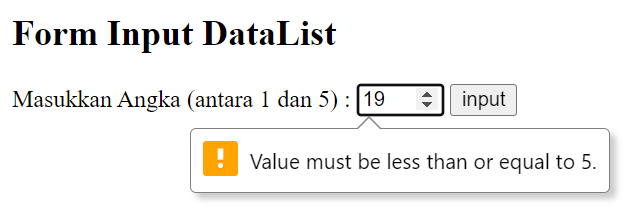 Form Input DataList
Masukkan Angka (antara 1 dan 5) : 19 input
! Value must be less than or equal to 5.